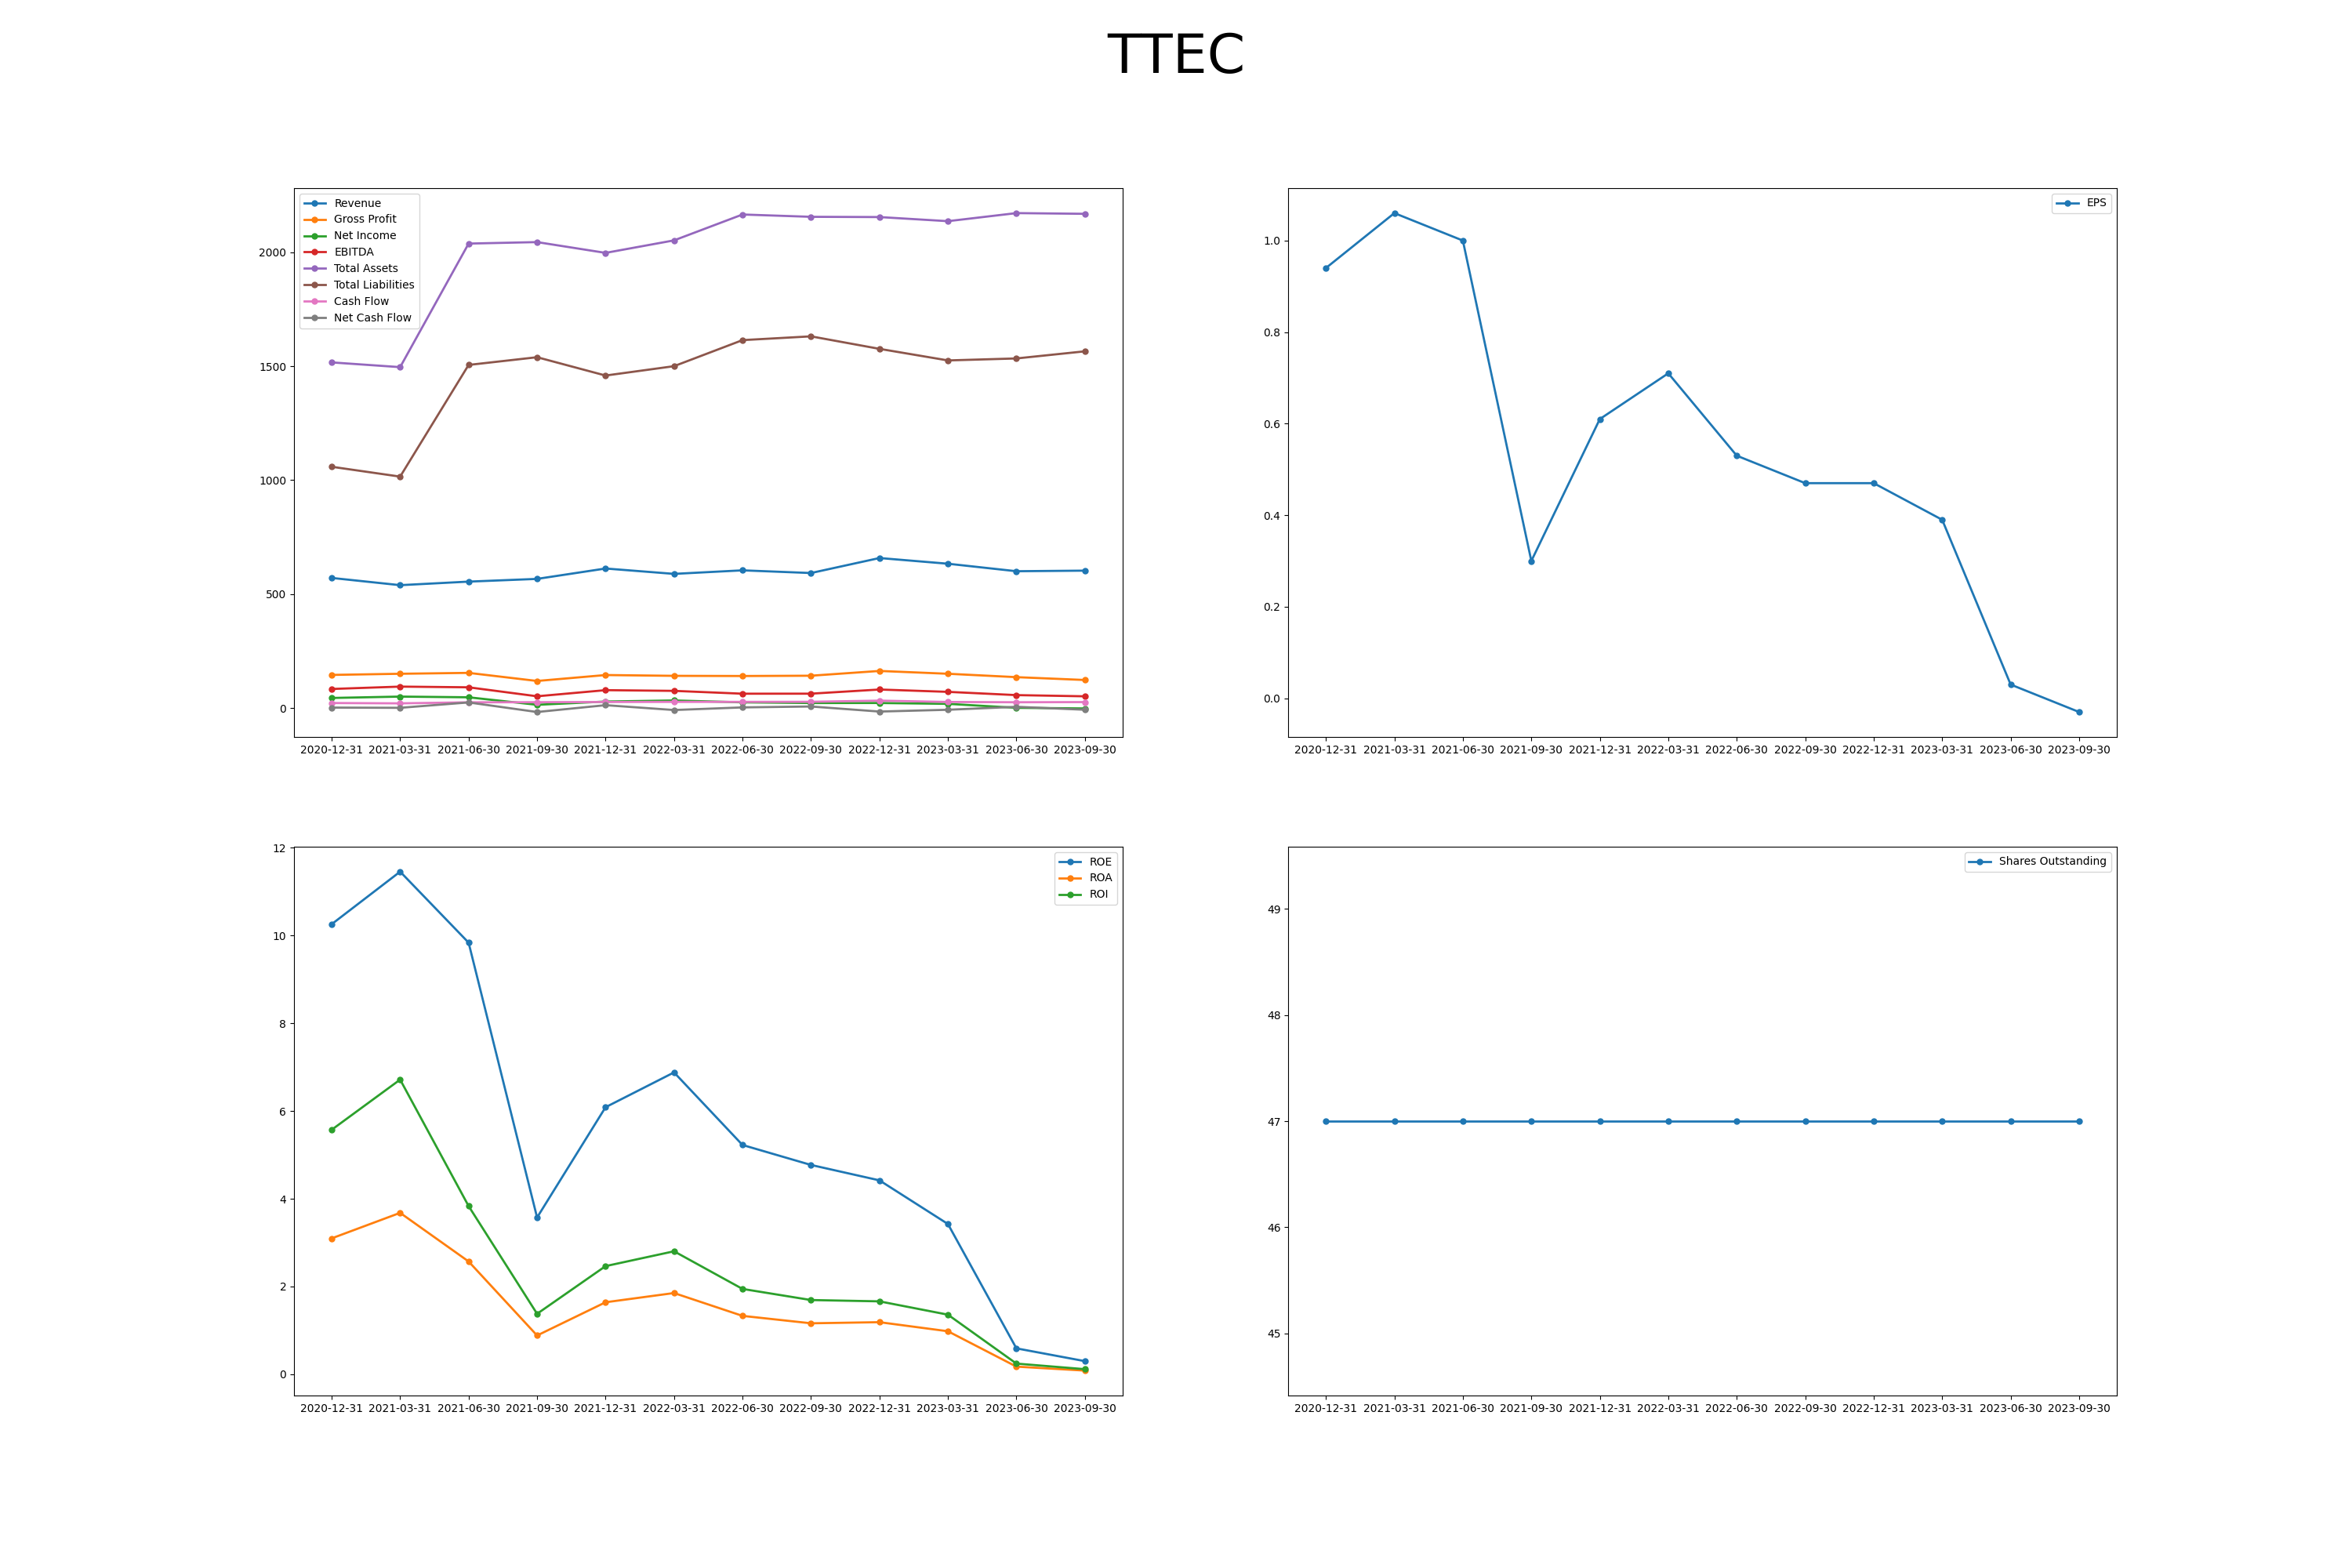 TTEC
Revenue
Gross Profit
Net Income
EBITDA
Total Assets
Total Liabilities
Cash Flow
Net Cash Flow
2000
1500
1000
500
0
2020-12-31 2021-03-31 2021-06-30 2021-09-30 2021-12-31 2022-03-31 2022-06-30 2022-09-30 2022-12-31 2023-03-31 2023-06-30 2023-09-30
EPS
1.0
0.8
0.6
0.4
0.2
0.0
2020-12-31 2021-03-31 2021-06-30 2021-09-30 2021-12-31 2022-03-31 2022-06-30 2022-09-30 2022-12-31 2023-03-31 2023-06-30 2023-09-30
ROE
ROA
ROI
12
10
8
6
4
2
0
2020-12-31 2021-03-31 2021-06-30 2021-09-30 2021-12-31 2022-03-31 2022-06-30 2022-09-30 2022-12-31 2023-03-31 2023-06-30 2023-09-30
Shares Outstanding
49
48
47
46
45
2020-12-31 2021-03-31 2021-06-30 2021-09-30 2021-12-31 2022-03-31 2022-06-30 2022-09-30 2022-12-31 2023-03-31 2023-06-30 2023-09-30